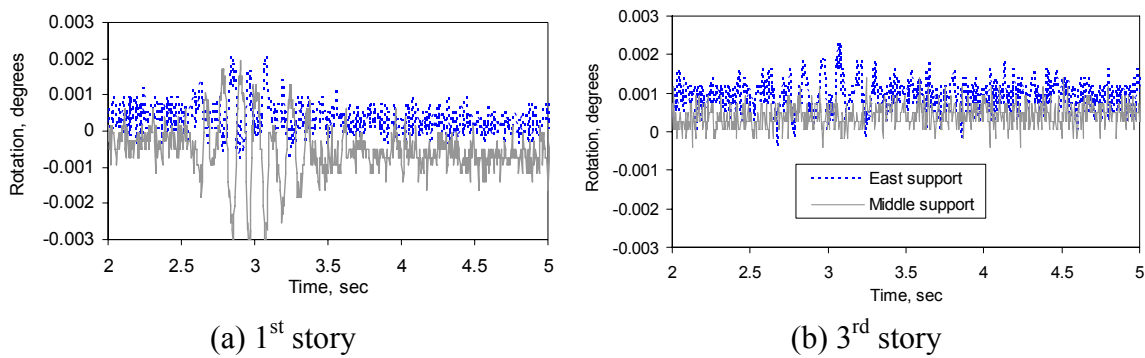 Rotation, degrees
0.003
0.002
0.001
0
-0.001
-0.002
-0.003
2 2.5 3 3.5 4 4.5 5
Time, sec
(a) 1st story
Rotation, degrees
0.003
0.002
0.001
0
-0.001
-0.002
-0.003
East support
Middle support
2 2.5 3 3.5 4 4.5 5
Time, sec
(b) 3rd story